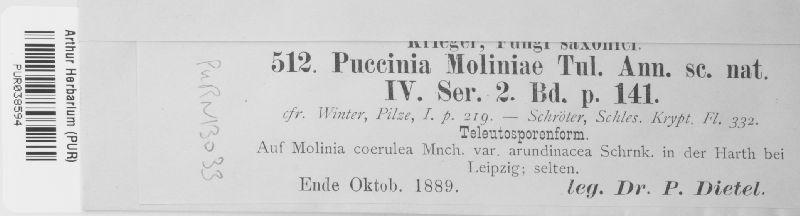 Krieger, Fungi saxonici.
512. Puccinia Moliniae Tul. Ann. sc. nat.
IV. Ser. 2. Bd. p. 141.
cfr. Winter, Pilze, I. p. 219. — Schröter, Schles. Krypt. Fl. 332.
Teleutosporenform.
Auf Molinia coerulea Mnch. var. arundinacea Schrnk. in der Harth bei
Leipzig; selten.
Ende Oktob. 1889. leg. Dr. P. Dietel.
PURN13033
Arthur Herbarium (PUR)
PUR038594